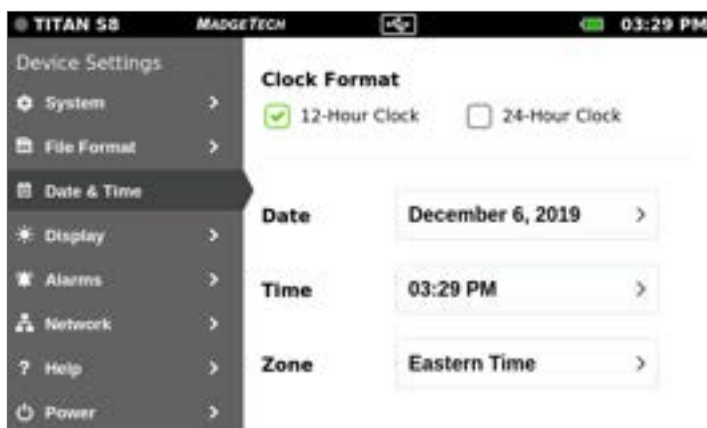 TITAN S8 MADGETECH 03:29 PM
Device Settings
System
File Format
Date & Time
Display
Alarms
Network
? Help
Power
Clock Format
12-Hour Clock 24-Hour Clock
Date December 6, 2019
Time 03:29 PM
Zone Eastern Time